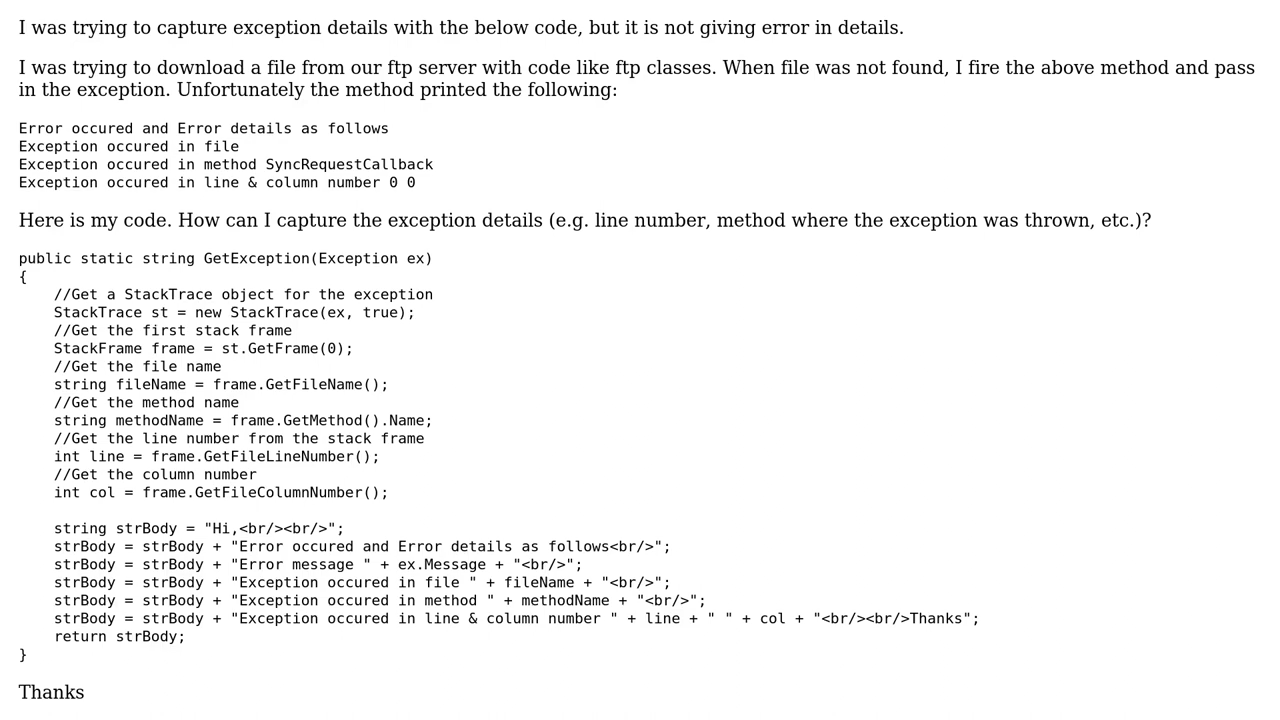 I was trying to capture exception details with the below code, but it is not giving error in details.
I was trying to download a file from our ftp server with code like ftp classes. When file was not found, I fire the above method and pass
in the exception. Unfortunately the method printed the following:
Error occured and Error details as follows
Exception occured in file
Exception occured in method SyncRequestCallback
Exception occured in line & column number 0 0
Here is my code. How can I capture the exception details (e.g. line number, method where the exception was thrown, etc.)?
public static string GetException(Exception ex)
{
    //Get a StackTrace object for the exception
    StackTrace st = new StackTrace(ex, true);
    //Get the first stack frame
    StackFrame frame = st.GetFrame(0);
    //Get the file name
    string fileName = frame.GetFileName();
    //Get the method name
    string methodName = frame.GetMethod().Name;
    //Get the line number from the stack frame
    int line = frame.GetFileLineNumber();
    //Get the column number
    int col = frame.GetFileColumnNumber();
    string strBody = "Hi,<br/><br/>";
    strBody = strBody + "Error occured and Error details as follows<br/>";
    strBody = strBody + "Error message " + ex.Message + "<br/>";
    strBody = strBody + "Exception occured in file " + fileName + "<br/>";
    strBody = strBody + "Exception occured in method " + methodName + "<br/>";
    strBody = strBody + "Exception occured in line & column number " + line + " " + col + "<br/><br/>Thanks";
    return strBody;
}
Thanks